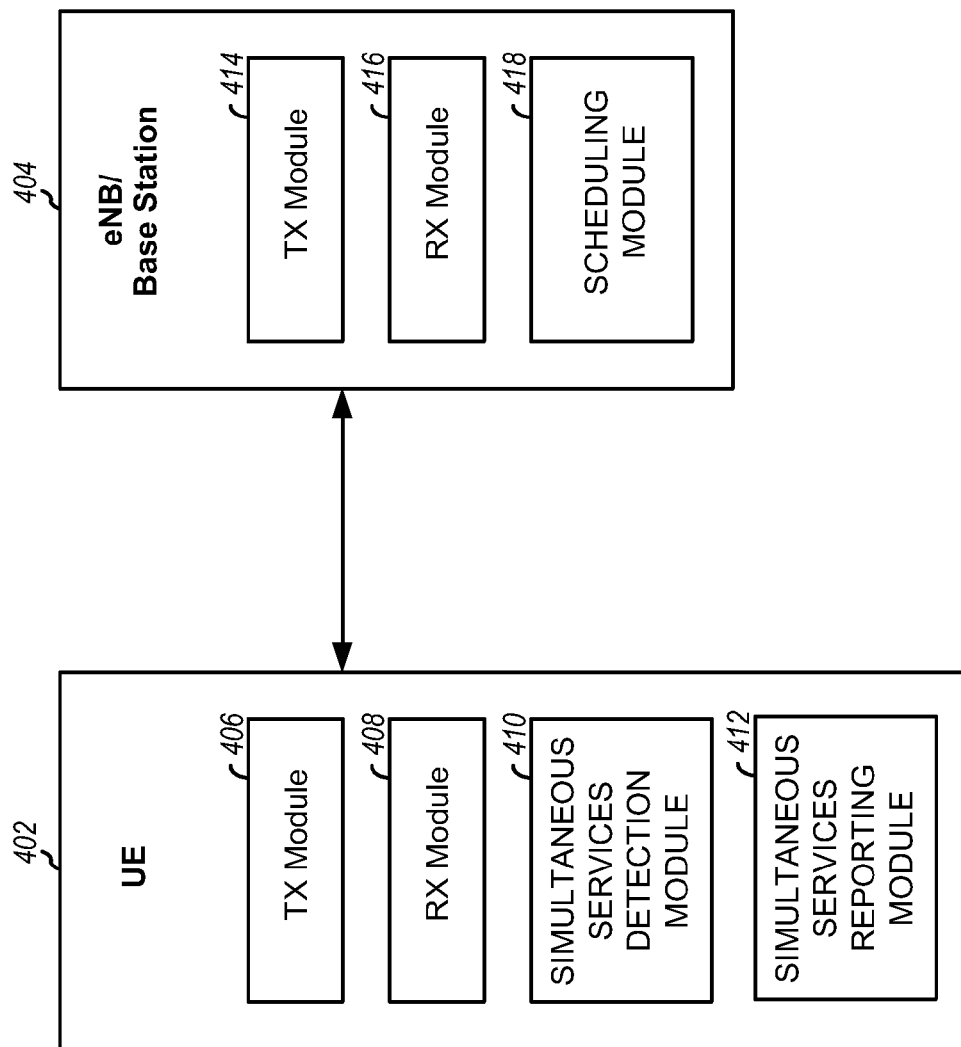 402
UE
406
TX Module
408
RX Module
410
SIMULTANEOUS
SERVICES
DETECTION
MODULE
412
SIMULTANEOUS
SERVICES
REPORTING
MODULE
404
eNB/
Base Station
414
TX Module
416
RX Module
418
SCHEDULING
MODULE